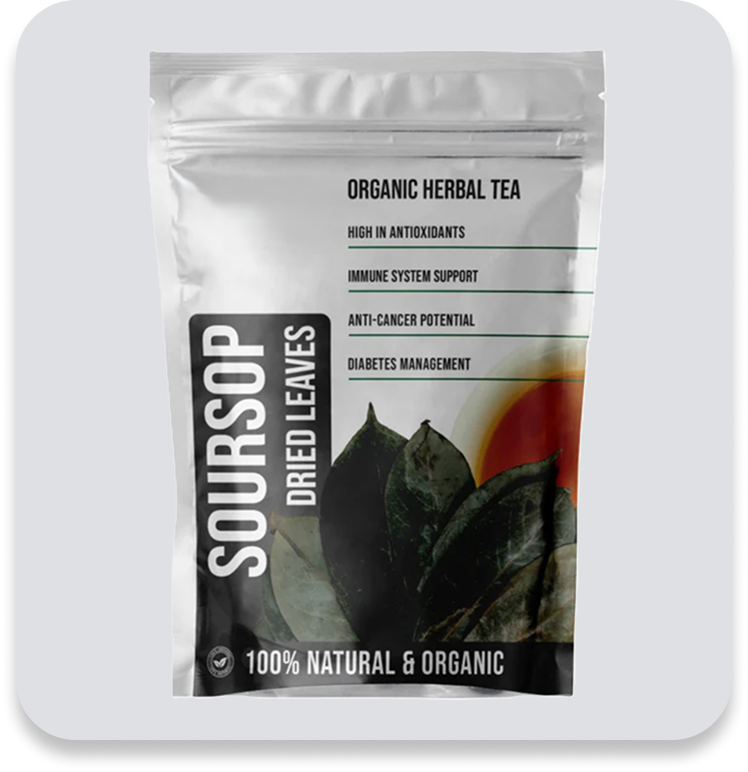 ORGANIC HERBAL TEA
HIGH IN ANTIOXIDANTS
IMMUNE SYSTEM SUPPORT
ANTI-CANCER POTENTIAL
DIABETES MANAGEMENT
SOURSOP
DRIED LEAVES
100% NATURAL & ORGANIC